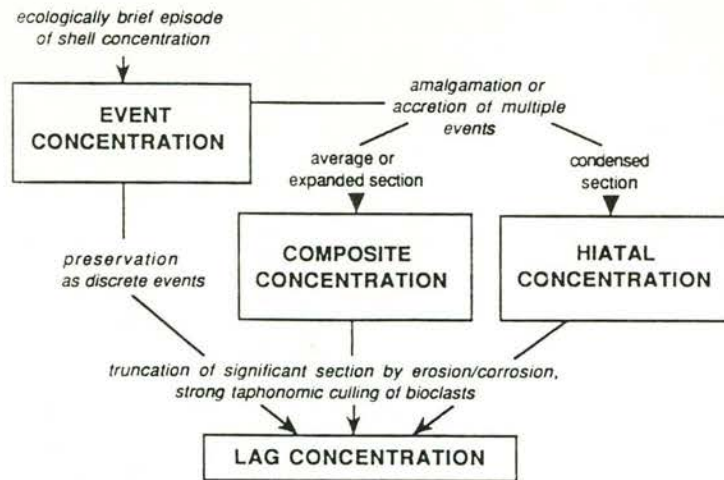 ecologically brief episode
of shell concentration
EVENT
CONCENTRATION
amalgamation or
accretion of multiple
events
average or
expanded section
condensed
section
COMPOSITE
CONCENTRATION
HIATAL
CONCENTRATION
preservation
as discrete events
truncation of significant section by erosion/corrosion,
strong taphonomic culling of bioclasts
LAG CONCENTRATION